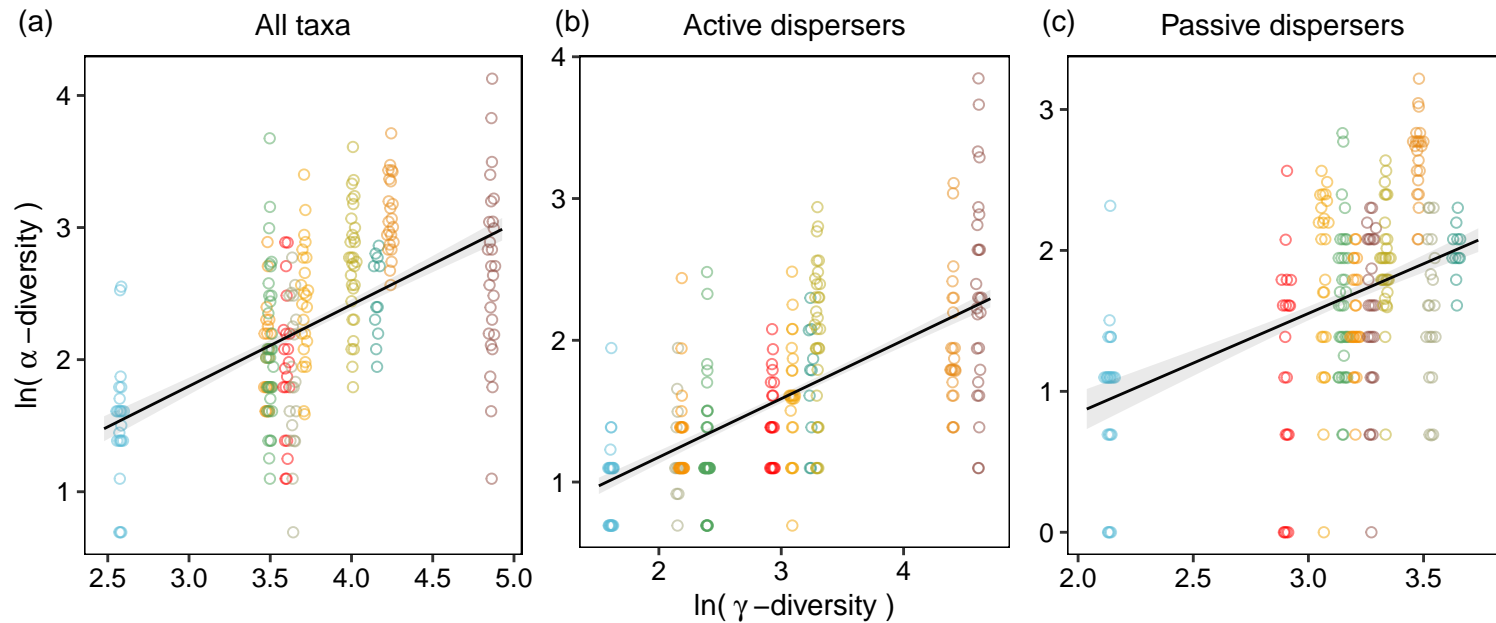 (a) All taxa (b) Active dispersers (c) Passive dispersers
ln( α −diversity )
4
3
2
1
2.5 3.0 3.5 4.0 4.5 5.0
4
3
2
1
2 3 4
3
2
1
0
2.0 2.5 3.0 3.5
ln( γ −diversity )